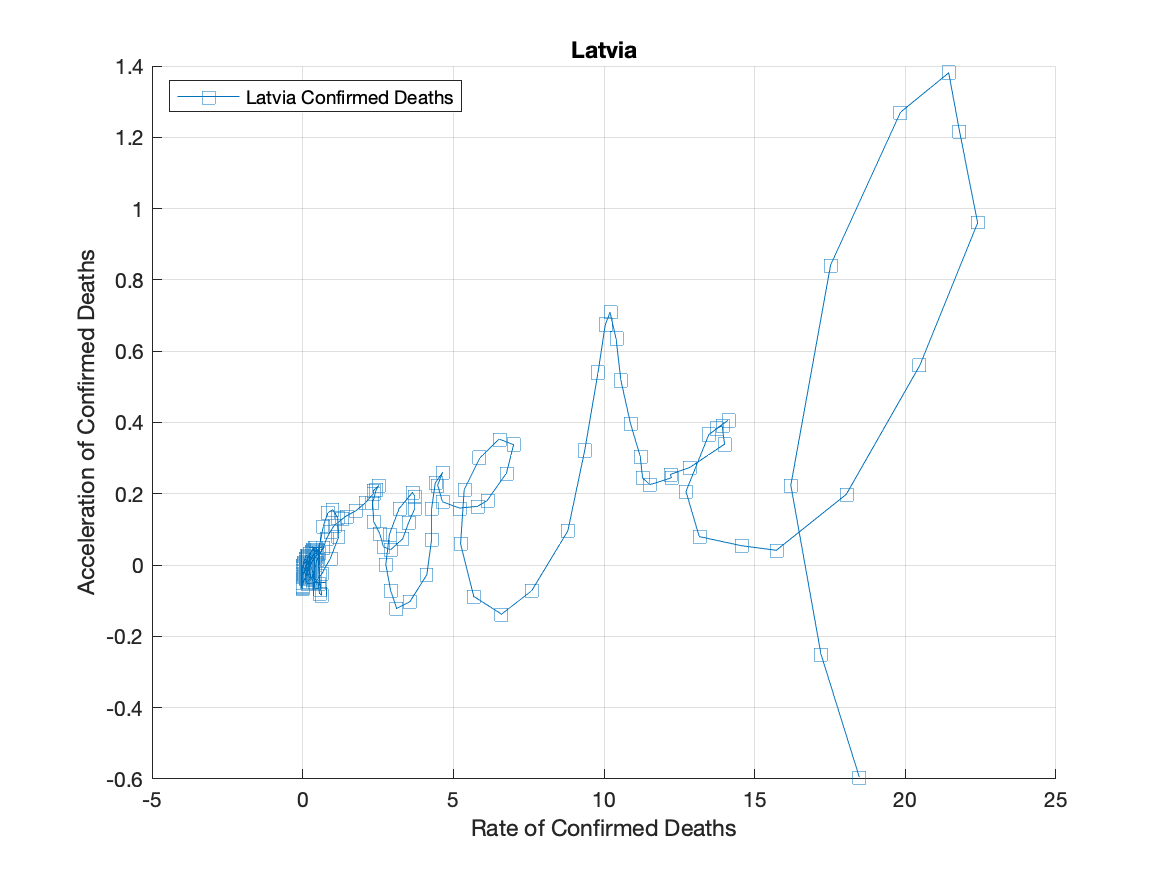 Latvia
Latvia Confirmed Deaths
1.4
1.2
1
0.8
0.6
0.4
0.2
0
-0.2
-0.4
-0.6
Acceleration of Confirmed Deaths
-5 0 5 10 15 20 25
Rate of Confirmed Deaths